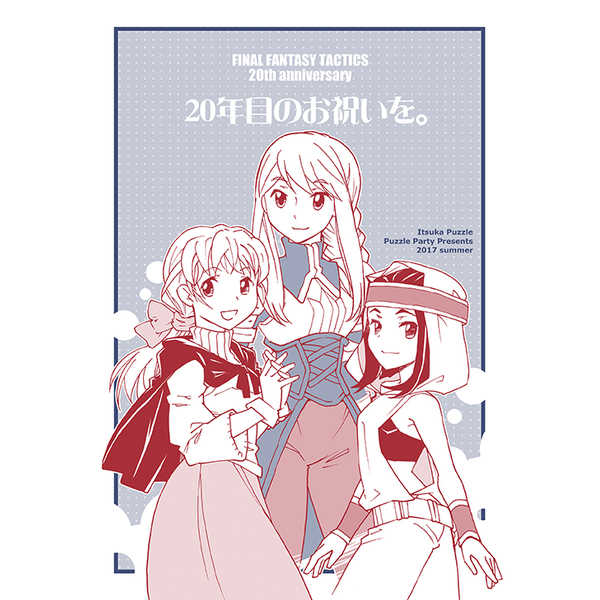 FINAL FANTASY TACTICS
20th anniversary
20年目のお祝いを。
Itsuka Puzzle
Puzzle Party Presents
2017 summer